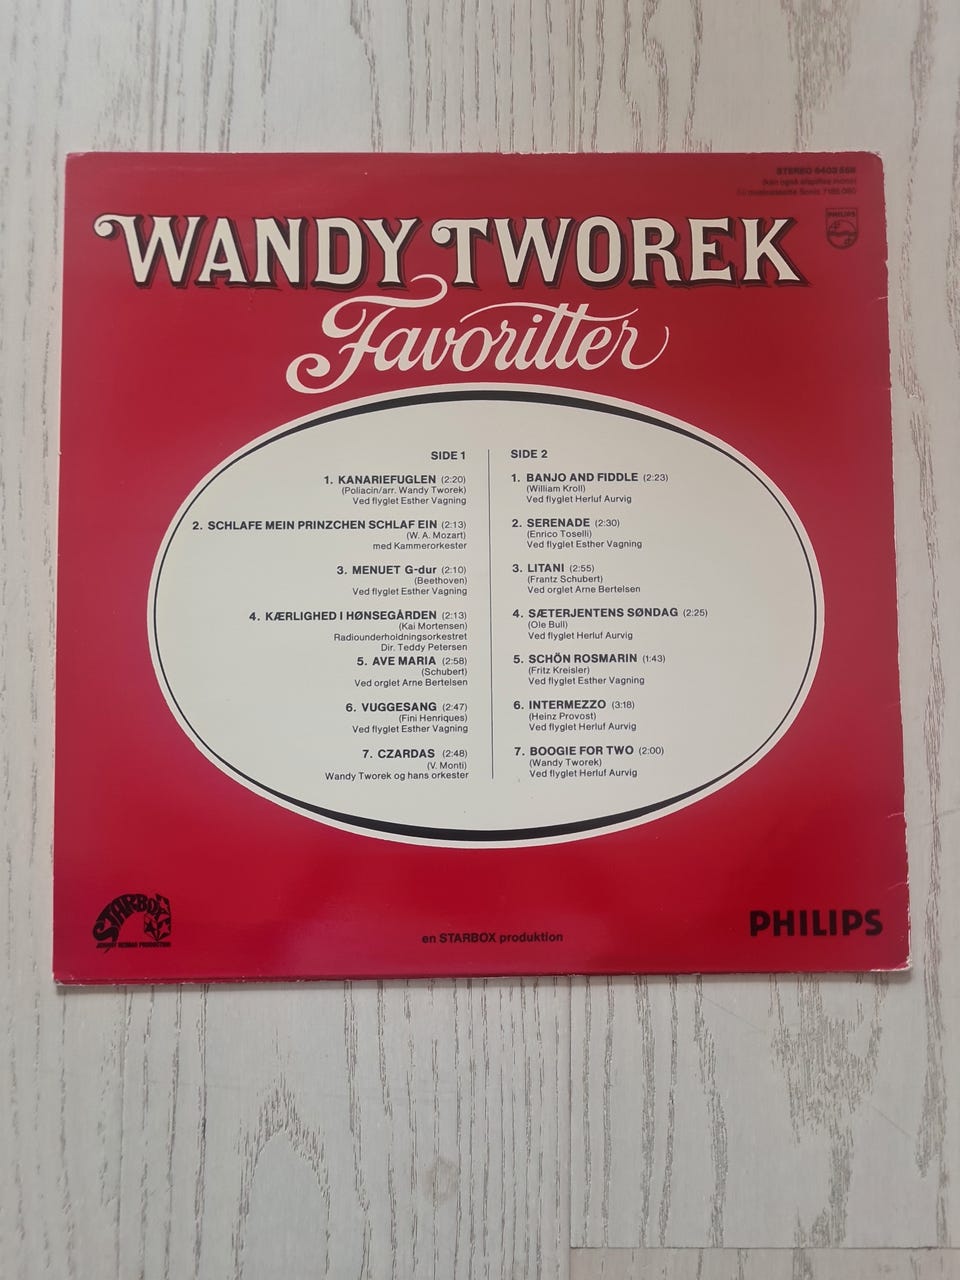 STEREO 6403 568
(kan også afspilles mono)
WANDY TWOREK
PHILIPS
Favoritter
SIDE 1
1. KANARIEFUGLEN (2:20)
(Poliacin/arr. Wandy Tworek)
Ved flyglet Esther Vagning
2. SCHLAFE MEIN PRINZCHEN SCHLAF EIN (2:13)
(W. A. Mozart)
med Kammerorkester
3. MENUET G-dur (2:10)
(Beethoven)
Ved flyglet Esther Vagning
4. KÆRLIGHED I HØNSEGÅRDEN (2:13)
(Kai Mortensen)
Radiounderholdningsorkestret
Dir. Teddy Petersen
5. AVE MARIA (2:58)
(Schubert)
Ved orglet Arne Bertelsen
6. VUGGESANG (2:47)
(Fini Henriques)
Ved flyglet Esther Vagning
7. CZARDAS (2:48)
(V. Monti)
Wandy Tworek og hans orkester
SIDE 2
1. BANJO AND FIDDLE (2:23)
(William Kroll)
Ved flyglet Herluf Aurvig
2. SERENADE (2:30)
(Enrico Toselli)
Ved flyglet Esther Vagning
3. LITANI (2:55)
(Frantz Schubert)
Ved orglet Arne Bertelsen
4. SÆTERJENTENS SØNDAG (2:25)
(Ole Bull)
Ved flyglet Herluf Aurvig
5. SCHÖN ROSMARIN (1:43)
(Fritz Kreisler)
Ved flyglet Esther Vagning
6. INTERMEZZO (3:18)
(Heinz Provost)
Ved flyglet Herluf Aurvig
7. BOOGIE FOR TWO (2:00)
(Wandy Tworek)
Ved flyglet Herluf Aurvig
STARBOX
PRODUCTION
en STARBOX produktion
PHILIPS